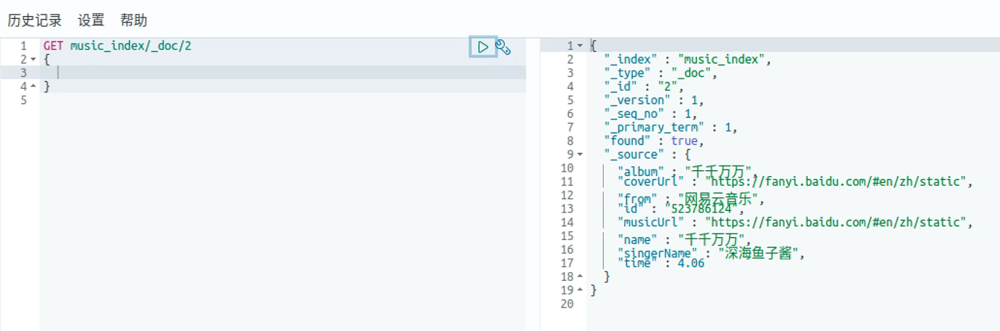 历史记录 设置 帮助
1 GET music_index/_doc/2
2 {
3
4 }
5
1 {
2 "_index" : "music_index",
3 "_type" : "_doc",
4 "_id" : "2",
5 "_version" : 1,
6 "_seq_no" : 1,
7 "_primary_term" : 1,
8 "found" : true,
9 "_source" : {
10 "album" : "千千万万",
11 "coverUrl" : "https://fanyi.baidu.com/#en/zh/static",
12 "from" : "网易云音乐",
13 "id" : "523786124",
14 "musicUrl" : "https://fanyi.baidu.com/#en/zh/static",
15 "name" : "千千万万",
16 "singerName" : "深海鱼子酱",
17 "time" : 4.06
18 }
19 }
20